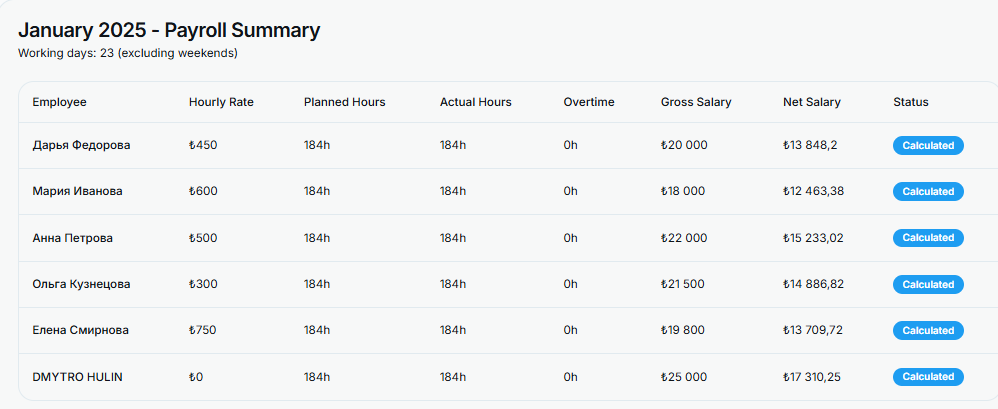 January 2025 - Payroll Summary
Working days: 23 (excluding weekends)
Employee Hourly Rate Planned Hours Actual Hours Overtime Gross Salary Net Salary Status
Дарья Федорова ₺450 184h 184h 0h ₺20 000 ₺13 848,2 Calculated
Мария Иванова ₺600 184h 184h 0h ₺18 000 ₺12 463,38 Calculated
Анна Петрова ₺500 184h 184h 0h ₺22 000 ₺15 233,02 Calculated
Ольга Кузнецова ₺300 184h 184h 0h ₺21 500 ₺14 886,82 Calculated
Елена Смирнова ₺750 184h 184h 0h ₺19 800 ₺13 709,72 Calculated
DMYTRO HULIN ₺0 184h 184h 0h ₺25 000 ₺17 310,25 Calculated